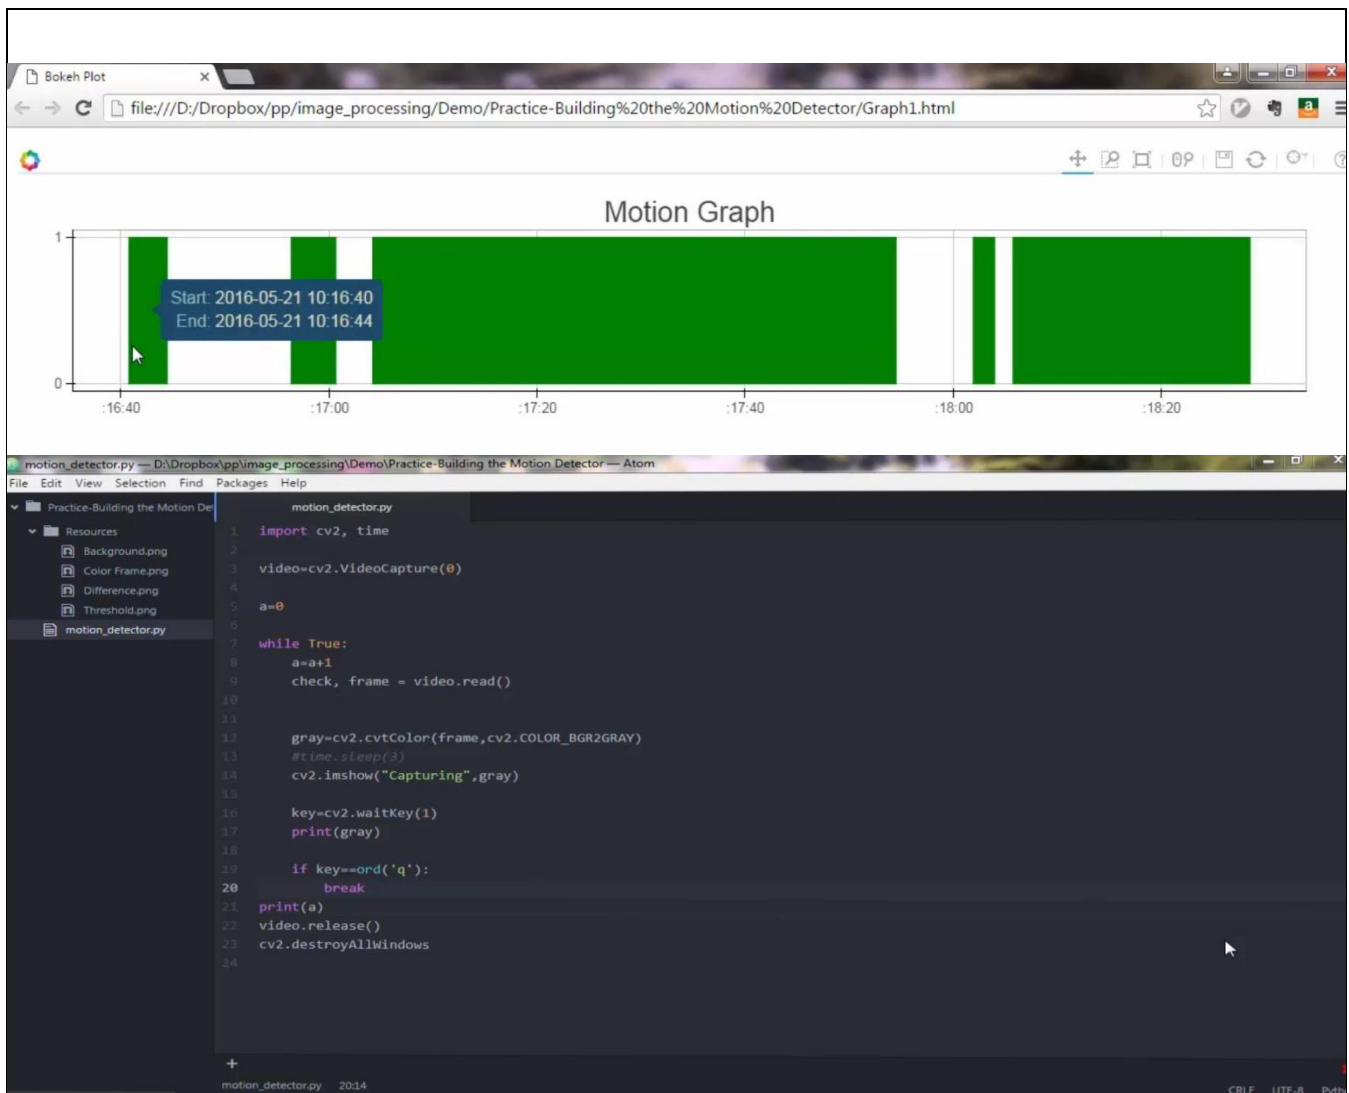 Bokeh Plot
file:///D:/Dropbox/pp/image_processing/Demo/Practice-Building%20the%20Motion%20Detector/Graph1.html
Motion Graph
1
Start: 2016-05-21 10:16:40
End: 2016-05-21 10:16:44
0
:16:40 :17:00 :17:20 :17:40 :18:00 :18:20
motion_detector.py — D:\Dropbox\pp\image_processing\Demo\Practice-Building the Motion Detector — Atom
File Edit View Selection Find Packages Help
Practice-Building the Motion De
motion_detector.py
Resources
Background.png
Color Frame.png
Difference.png
Threshold.png
motion_detector.py
1 import cv2, time
2
3 video=cv2.VideoCapture(0)
4
5 a=0
6
7 while True:
8 a=a+1
9 check, frame = video.read()
10
11
12 gray=cv2.cvtColor(frame,cv2.COLOR_BGR2GRAY)
13 #time.sleep(3)
14 cv2.imshow("Capturing",gray)
15
16 key=cv2.waitKey(1)
17 print(gray)
18
19 if key==ord('q'):
20 break
21 print(a)
22 video.release()
23 cv2.destroyAllWindows
24
motion_detector.py 20:14
CRLF UTF-8